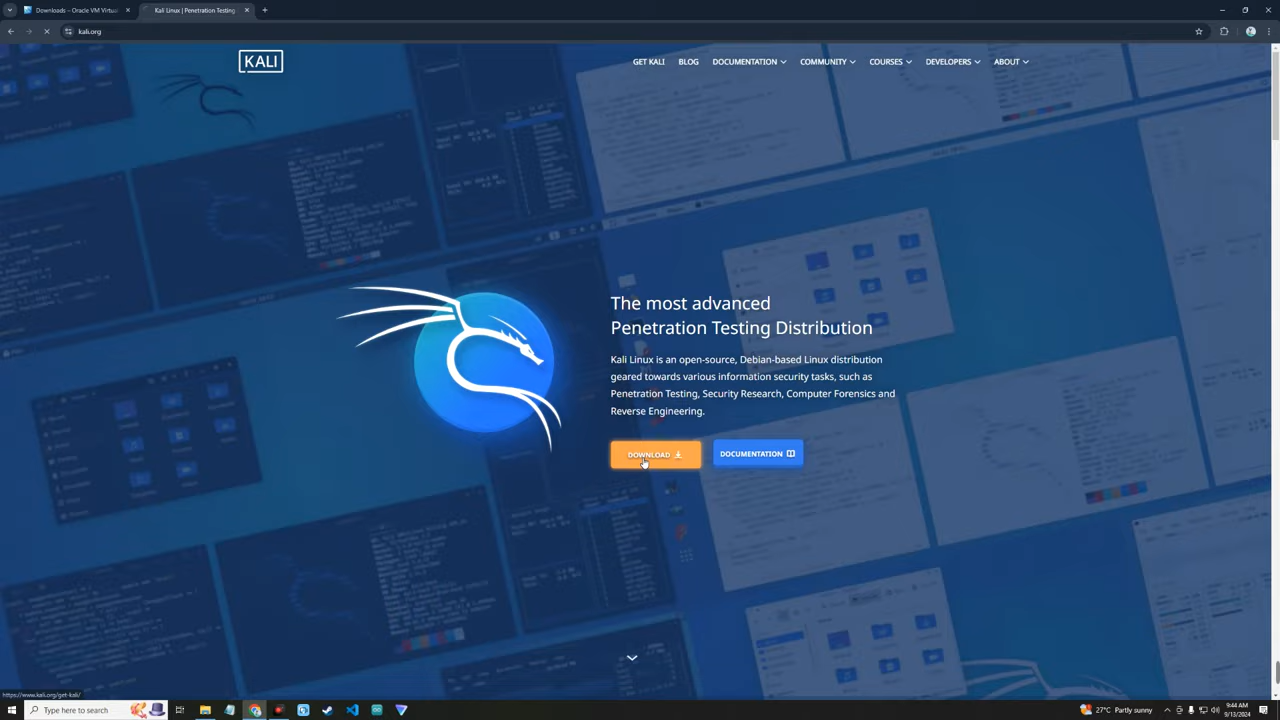 Downloads – Oracle VM Virtual
Kali Linux | Penetration Testing
kali.org
KALI
GET KALI
BLOG
DOCUMENTATION
COMMUNITY
COURSES
DEVELOPERS
ABOUT
The most advanced
Penetration Testing Distribution
Kali Linux is an open-source, Debian-based Linux distribution
geared towards various information security tasks, such as
Penetration Testing, Security Research, Computer Forensics and
Reverse Engineering.
DOWNLOAD
DOCUMENTATION
https://www.kali.org/get-kali/
Type here to search
27°C Partly sunny
9:44 AM
9/13/2024